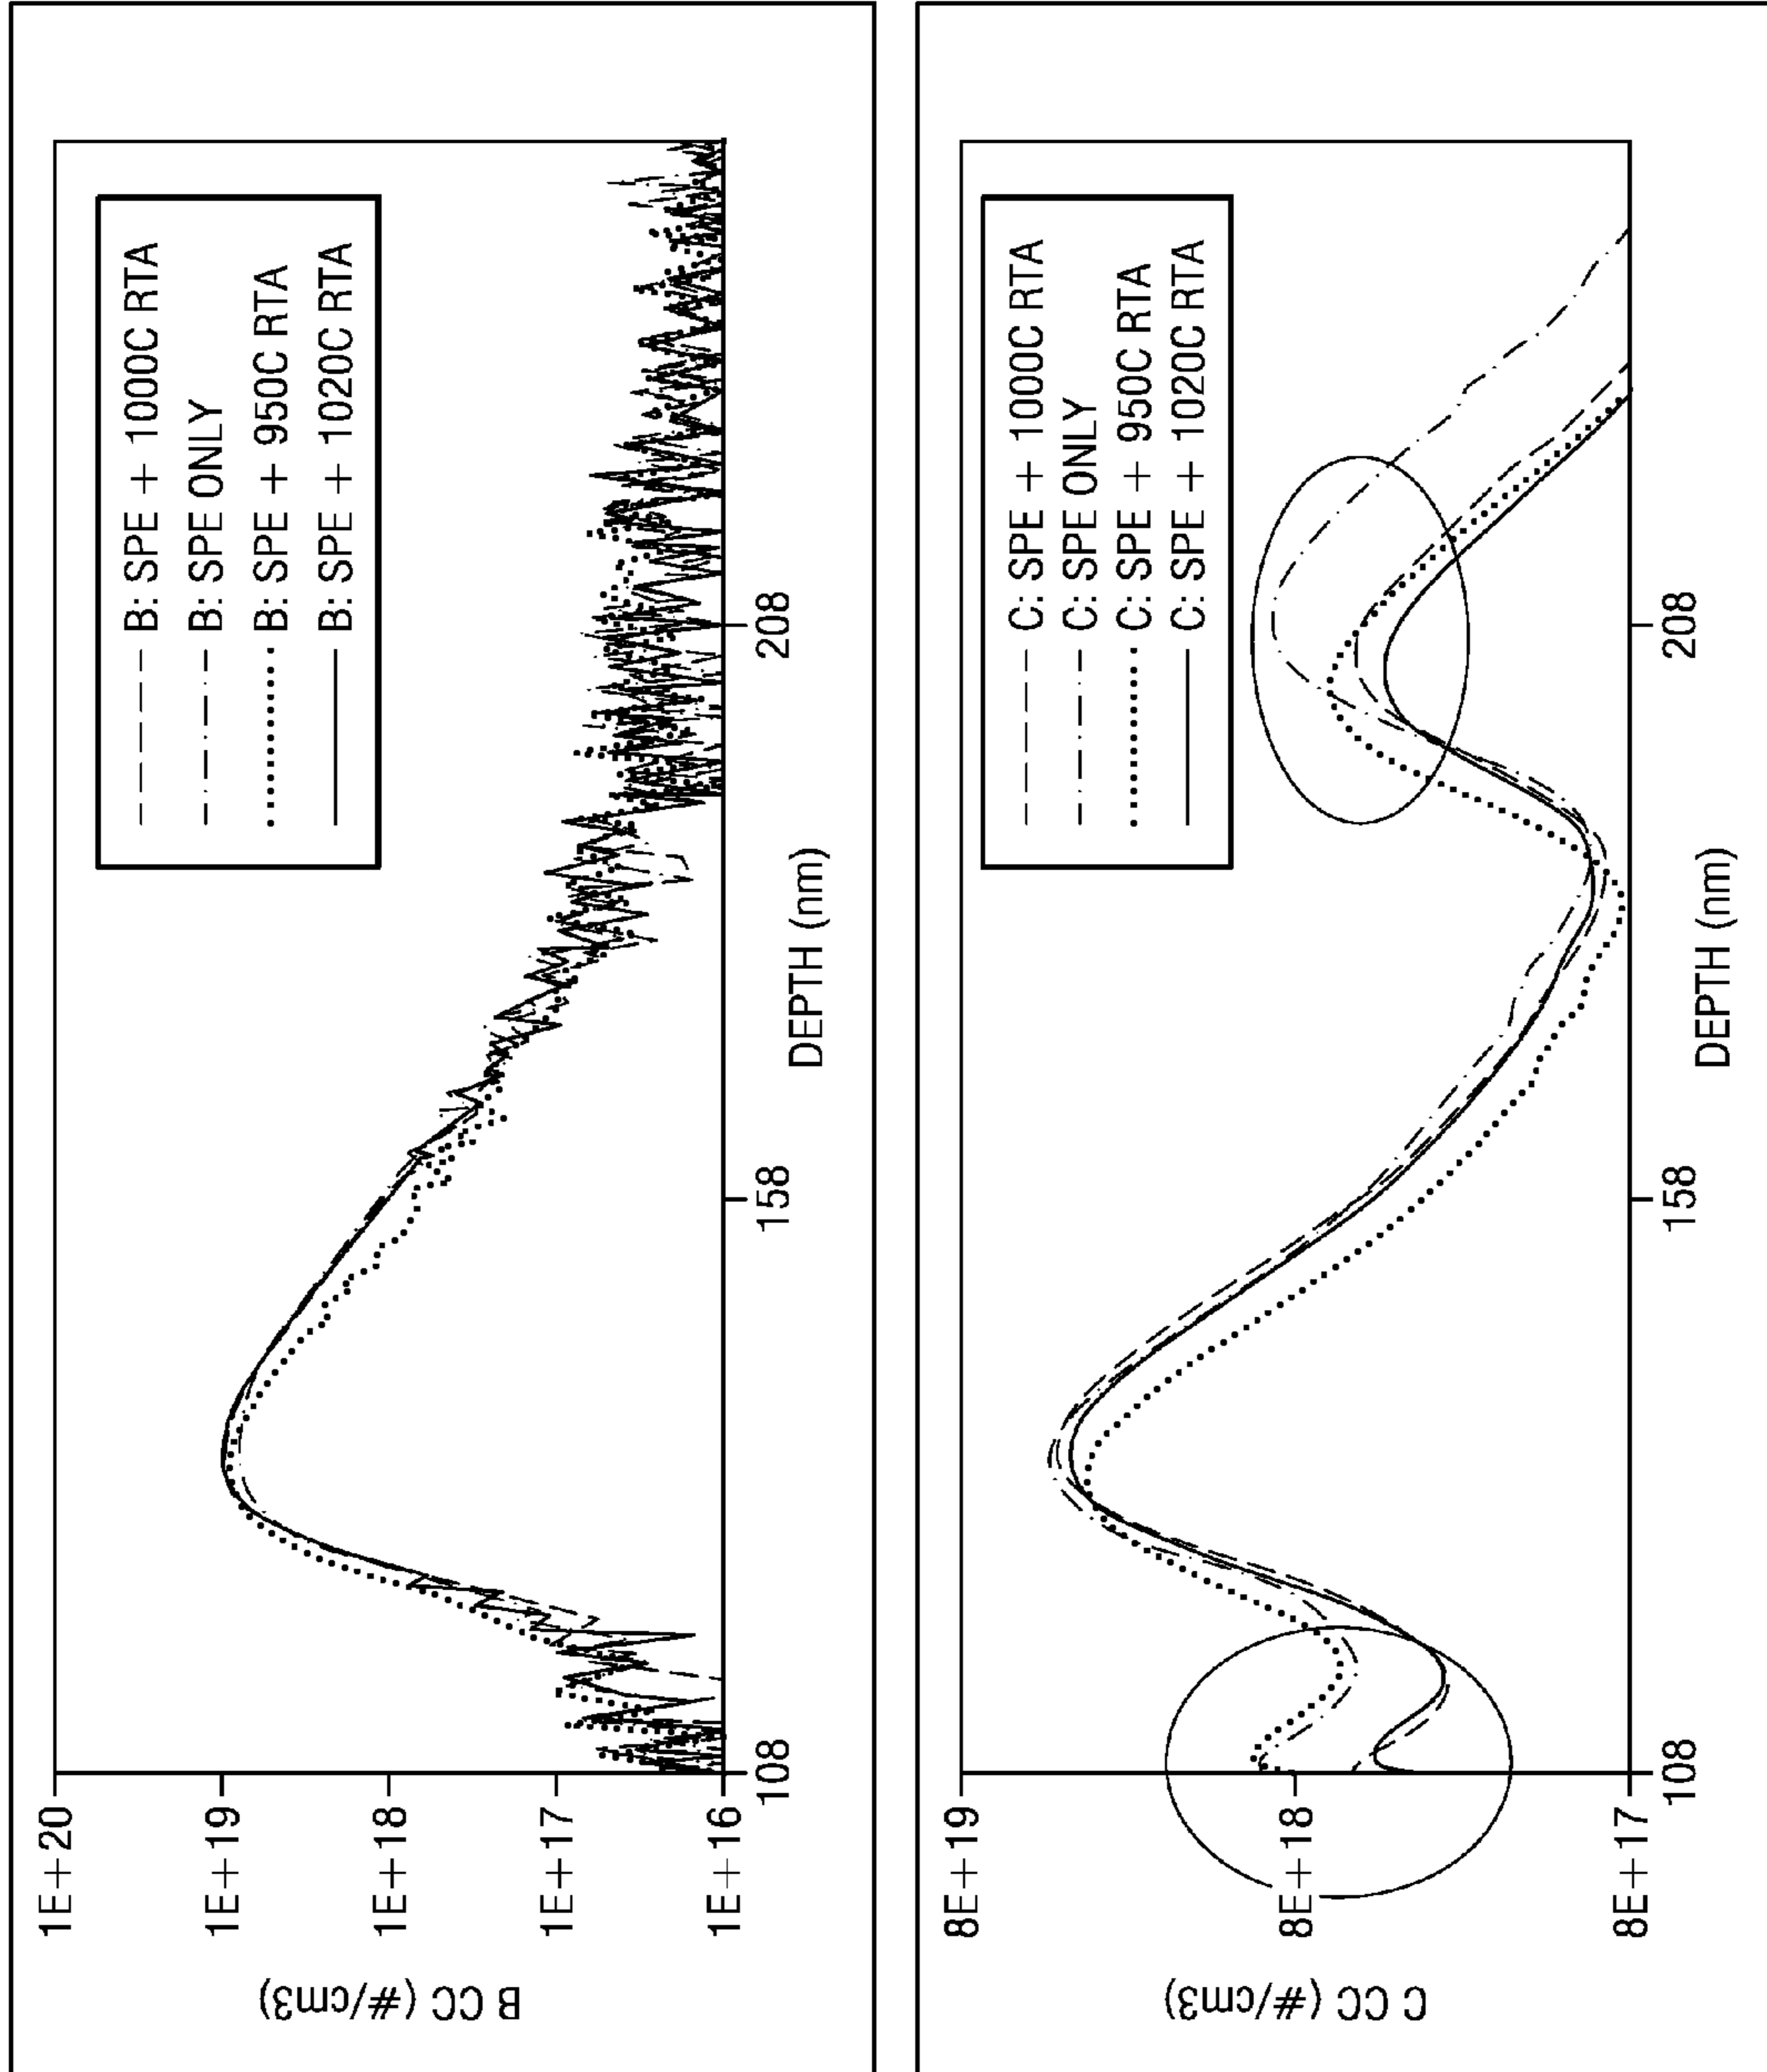 1E+20
1E+19
1E+18
1E+17
1E+16
B CC (#/cm3)
B: SPE + 1000C RTA
B: SPE ONLY
B: SPE + 950C RTA
B: SPE + 1020C RTA
108
158
208
DEPTH (nm)
8E+19
8E+18
8E+17
C CC (#/cm3)
C: SPE + 1000C RTA
C: SPE ONLY
C: SPE + 950C RTA
C: SPE + 1020C RTA
108
158
208
DEPTH (nm)